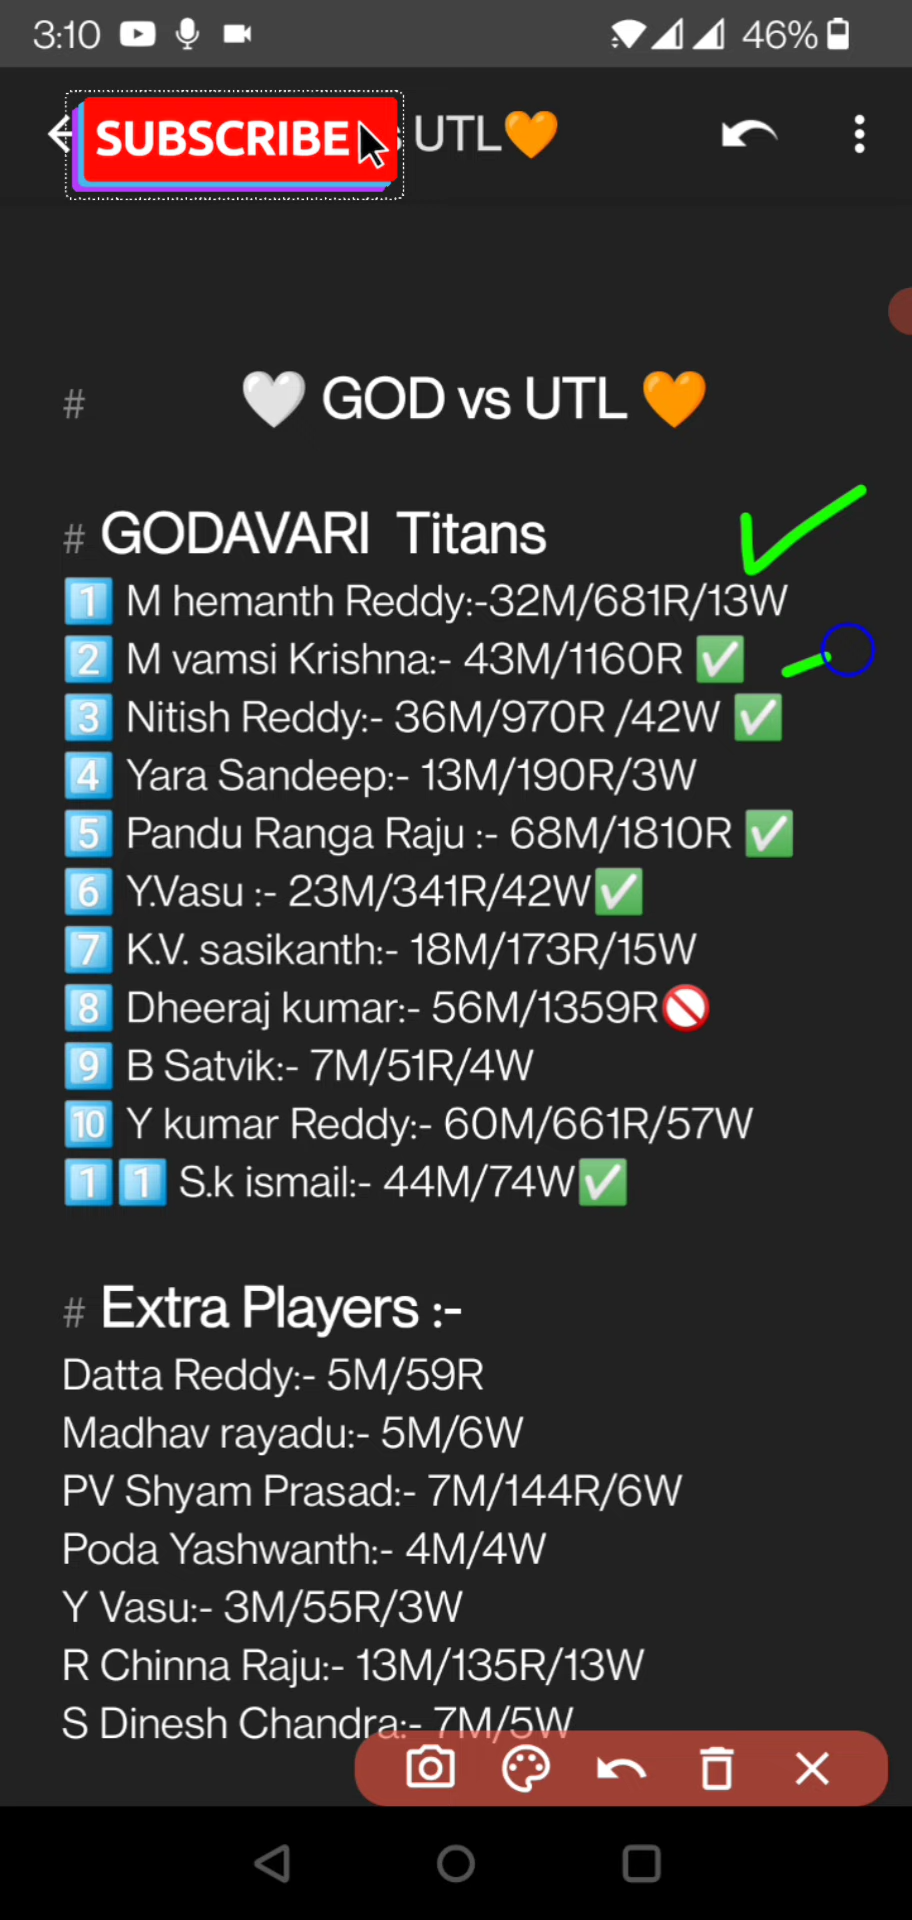 3:10 46%
SUBSCRIBE UTL🧡
# 🤍 GOD vs UTL 🧡
# GODAVARI Titans
1️⃣ M hemanth Reddy:-32M/681R/13W
2️⃣ M vamsi Krishna:- 43M/1160R ✅
3️⃣ Nitish Reddy:- 36M/970R /42W ✅
4️⃣ Yara Sandeep:- 13M/190R/3W
5️⃣ Pandu Ranga Raju :- 68M/1810R ✅
6️⃣ Y.Vasu :- 23M/341R/42W✅
7️⃣ K.V. sasikanth:- 18M/173R/15W
8️⃣ Dheeraj kumar:- 56M/1359R🚫
9️⃣ B Satvik:- 7M/51R/4W
🔟 Y kumar Reddy:- 60M/661R/57W
1️⃣1️⃣ S.k ismail:- 44M/74W✅
# Extra Players :-
Datta Reddy:- 5M/59R
Madhav rayadu:- 5M/6W
PV Shyam Prasad:- 7M/144R/6W
Poda Yashwanth:- 4M/4W
Y Vasu:- 3M/55R/3W
R Chinna Raju:- 13M/135R/13W
S Dinesh Chandra:- 7M/5W